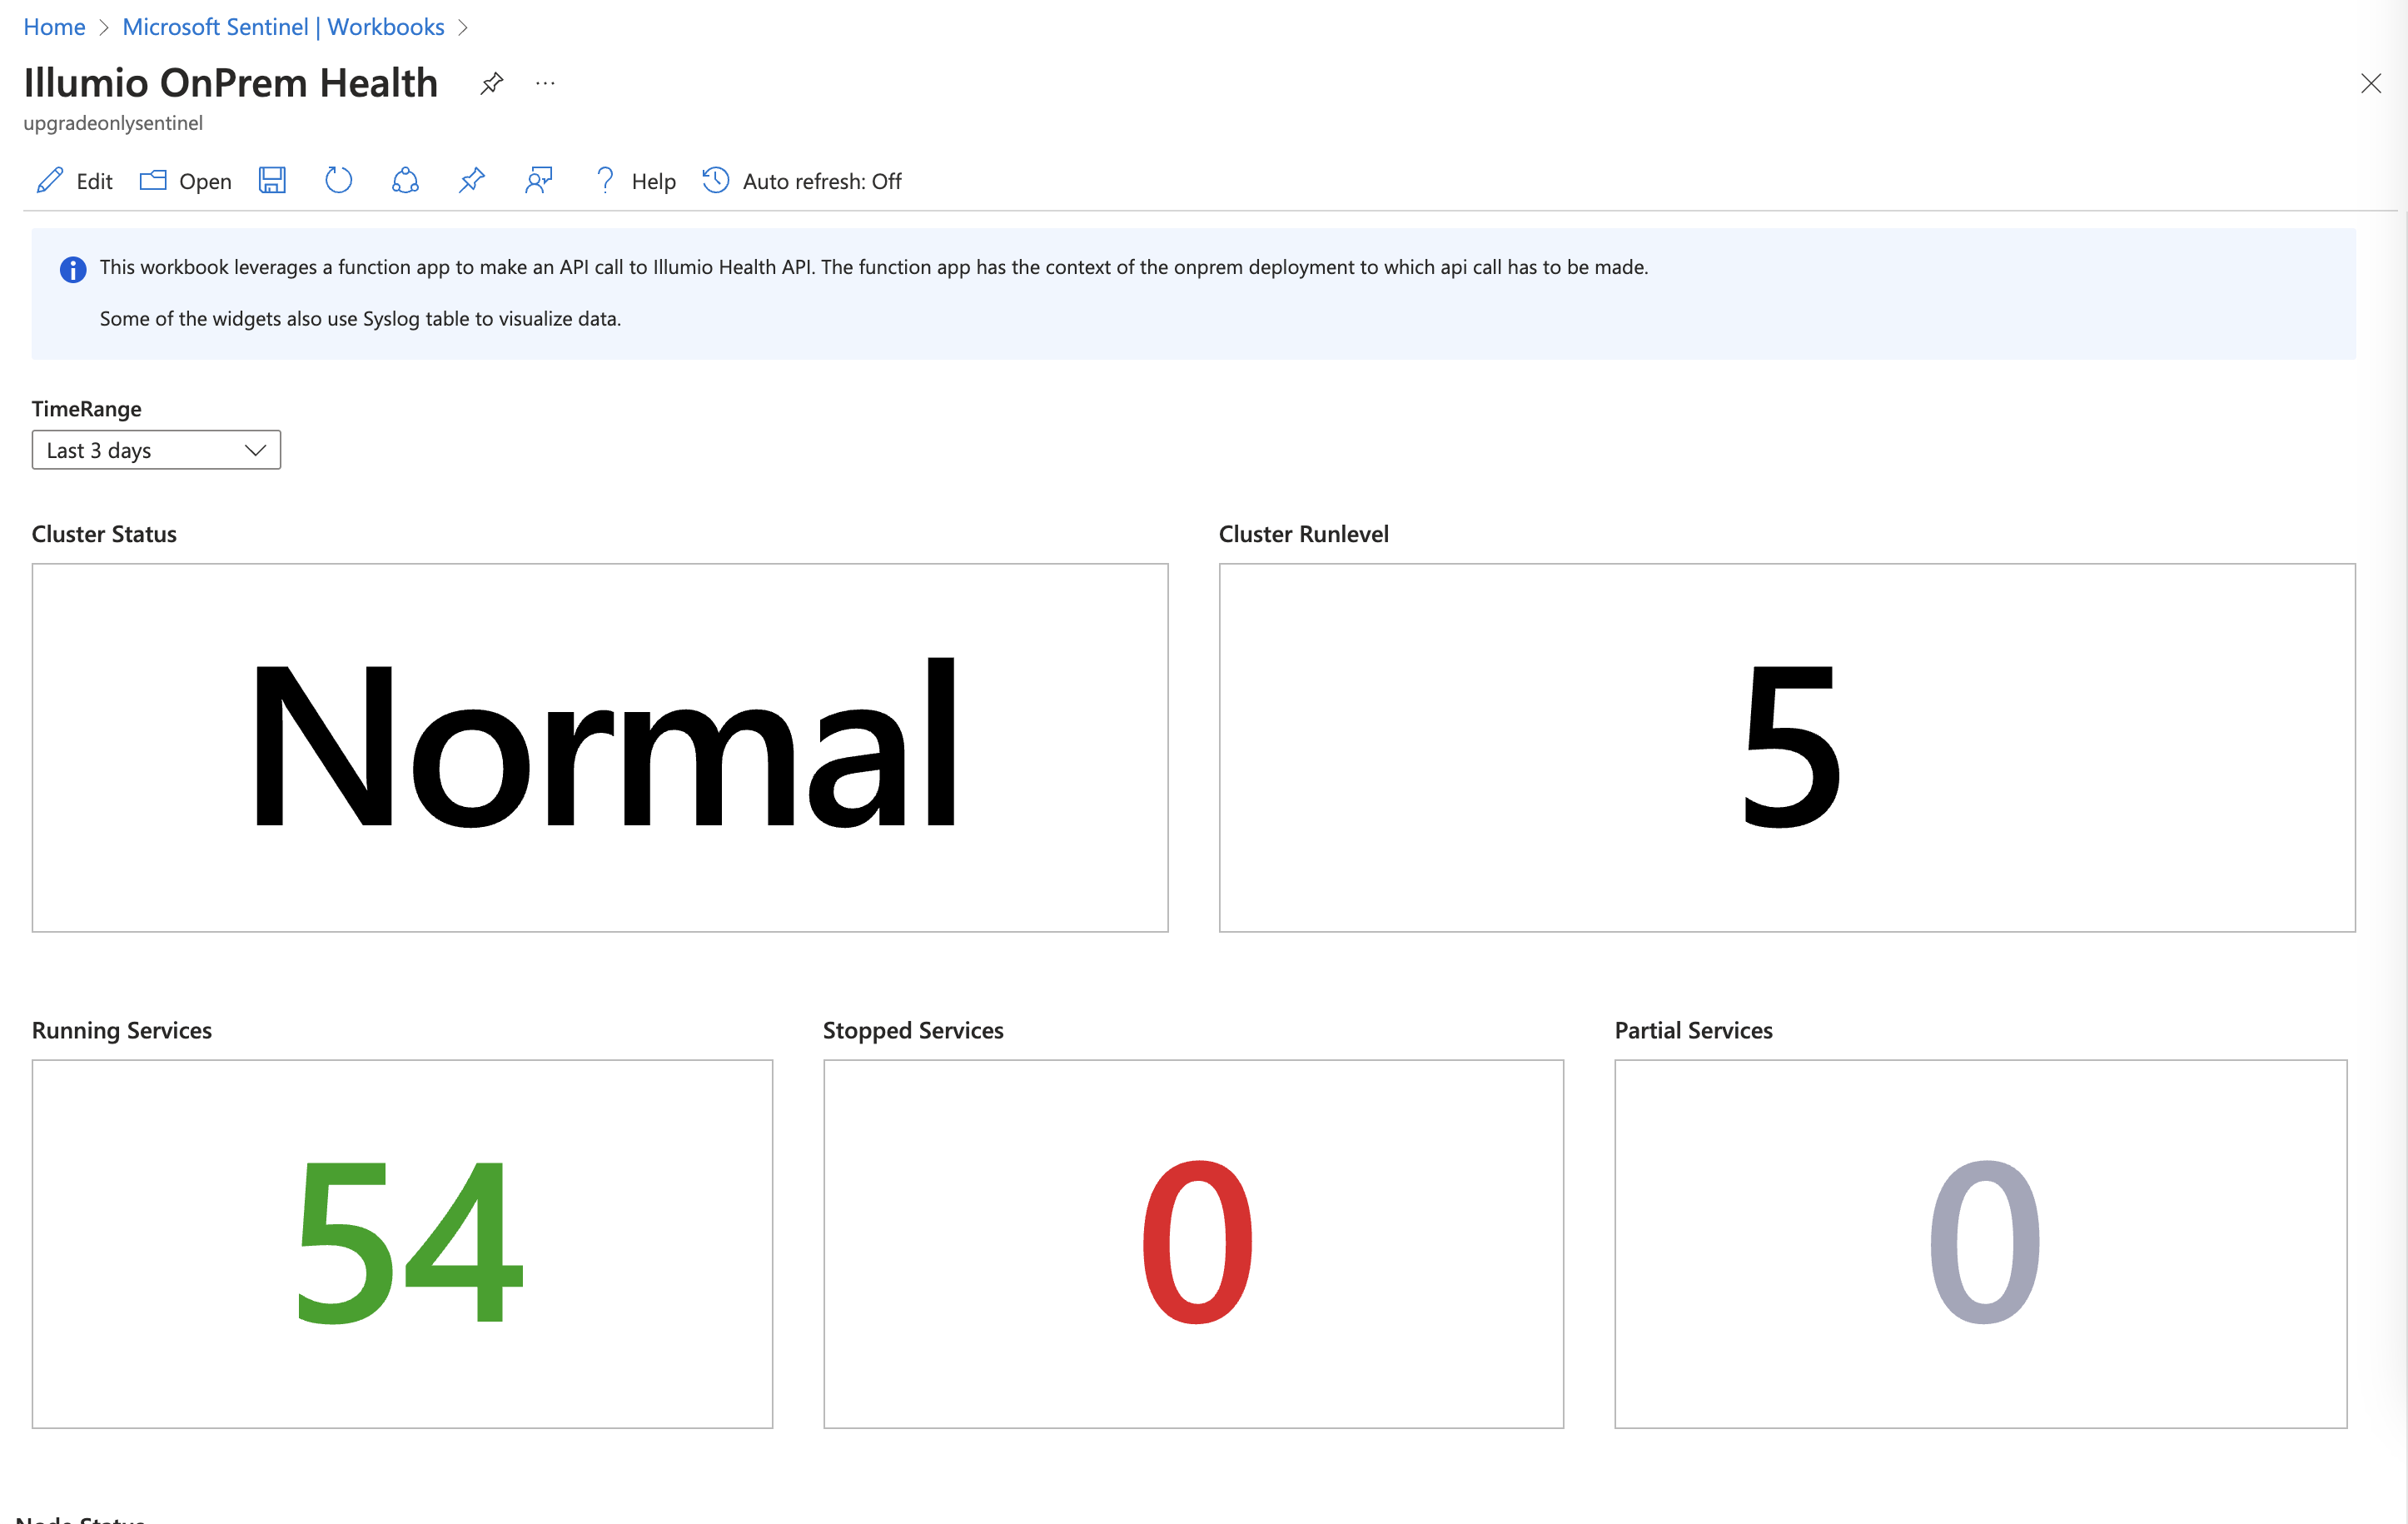 Home > Microsoft Sentinel | Workbooks >
Illumio OnPrem Health ...
upgradeonlysentinel
Edit Open Help Auto refresh: Off
This workbook leverages a function app to make an API call to Illumio Health API. The function app has the context of the onprem deployment to which api call has to be made.
Some of the widgets also use Syslog table to visualize data.
TimeRange
Last 3 days
Cluster Status Cluster Runlevel
Normal 5
Running Services Stopped Services Partial Services
54 0 0
Node Status